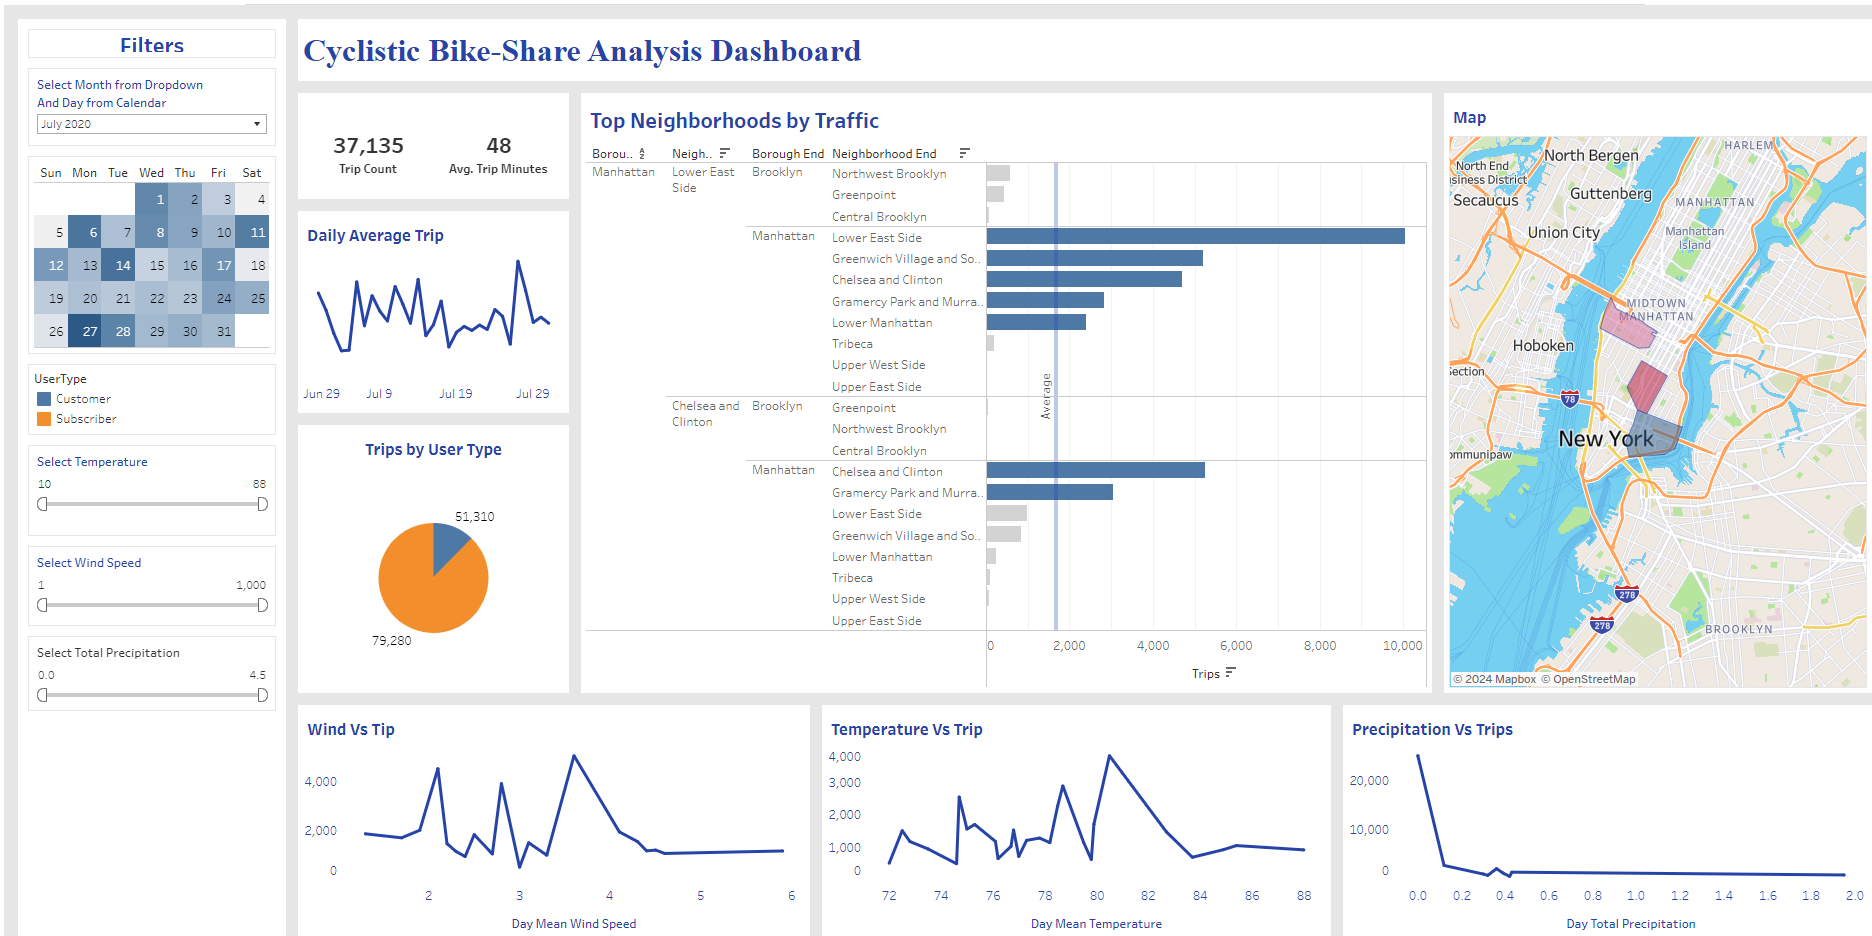 Filters
Select Month from Dropdown
And Day from Calendar
July 2020
Sun Mon Tue Wed Thu Fri Sat
1 2 3 4
5 6 7 8 9 10 11
12 13 14 15 16 17 18
19 20 21 22 23 24 25
26 27 28 29 30 31
UserType
Customer
Subscriber
Select Temperature
10 88
Select Wind Speed
1 1,000
Select Total Precipitation
0.0 4.5
Cyclistic Bike-Share Analysis Dashboard
37,135 48
Trip Count Avg. Trip Minutes
Daily Average Trip
Jun 29 Jul 9 Jul 19 Jul 29
Trips by User Type
51,310
79,280
Top Neighborhoods by Traffic
Borou.. Neigh.. Borough End Neighborhood End
Manhattan Lower East Brooklyn Northwest Brooklyn
Side
Greenpoint
Central Brooklyn
Manhattan Lower East Side
Greenwich Village and So..
Chelsea and Clinton
Gramercy Park and Murra..
Lower Manhattan
Tribeca
Upper West Side
Upper East Side
Chelsea and Brooklyn Greenpoint
Clinton
Northwest Brooklyn
Central Brooklyn
Manhattan Chelsea and Clinton
Gramercy Park and Murra..
Lower East Side
Greenwich Village and So..
Lower Manhattan
Tribeca
Upper West Side
Upper East Side
Average
0 2,000 4,000 6,000 8,000 10,000
Trips
Map
HARLEM
North Bergen
North End
siness District
Guttenberg
Secaucus
MANHATTAN
Union City
Manhattan
Island
MIDTOWN
MANHATTAN
Hoboken
Section
78
New York
ommunipaw
278
278
BROOKLYN
© 2024 Mapbox © OpenStreetMap
Wind Vs Tip
4,000
2,000
0
2 3 4 5 6
Day Mean Wind Speed
Temperature Vs Trip
4,000
3,000
2,000
1,000
0
72 74 76 78 80 82 84 86 88
Day Mean Temperature
Precipitation Vs Trips
20,000
10,000
0
0.0 0.2 0.4 0.6 0.8 1.0 1.2 1.4 1.6 1.8 2.0
Day Total Precipitation